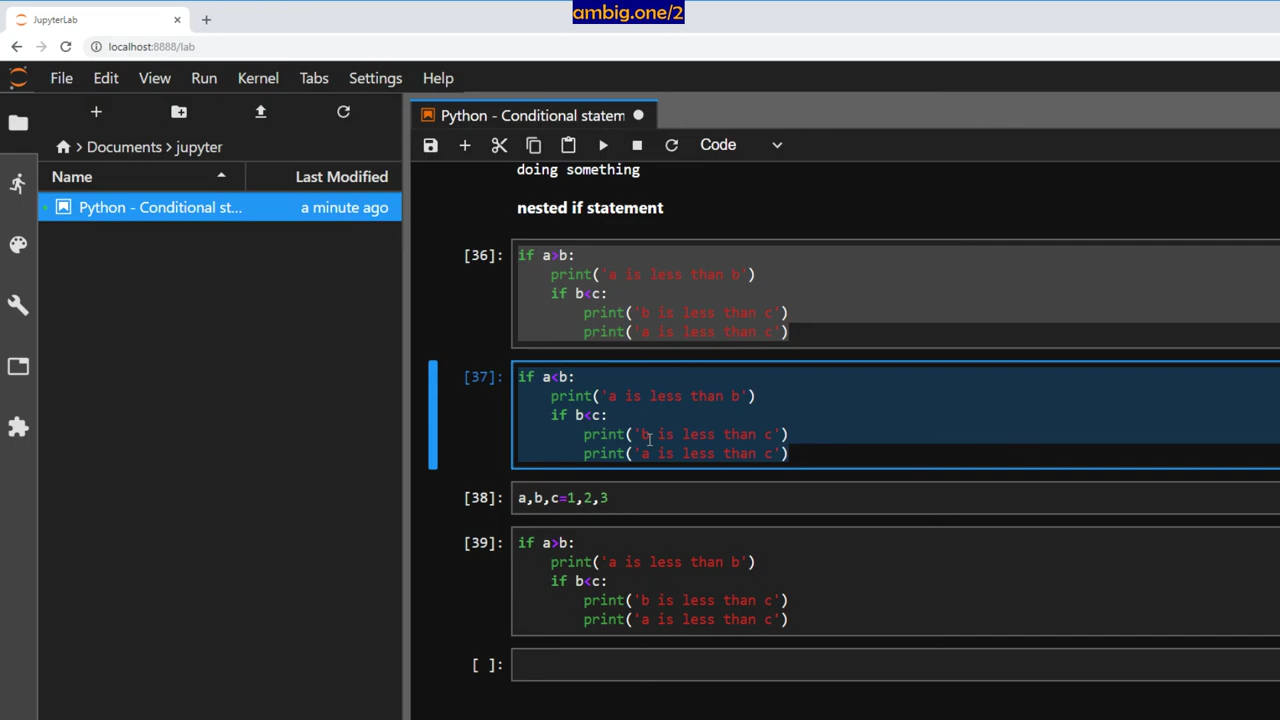 ambig.one/2
JupyterLab
localhost:8888/lab
File Edit View Run Kernel Tabs Settings Help
Python - Conditional statem
Documents > jupyter
Code
Name Last Modified
Python - Conditional st... a minute ago
doing something
nested if statement
[36]: if a>b:
    print('a is less than b')
    if b<c:
        print('b is less than c')
        print('a is less than c')
[37]: if a<b:
    print('a is less than b')
    if b<c:
        print('b is less than c')
        print('a is less than c')
[38]: a,b,c=1,2,3
[39]: if a>b:
    print('a is less than b')
    if b<c:
        print('b is less than c')
        print('a is less than c')
[ ]: